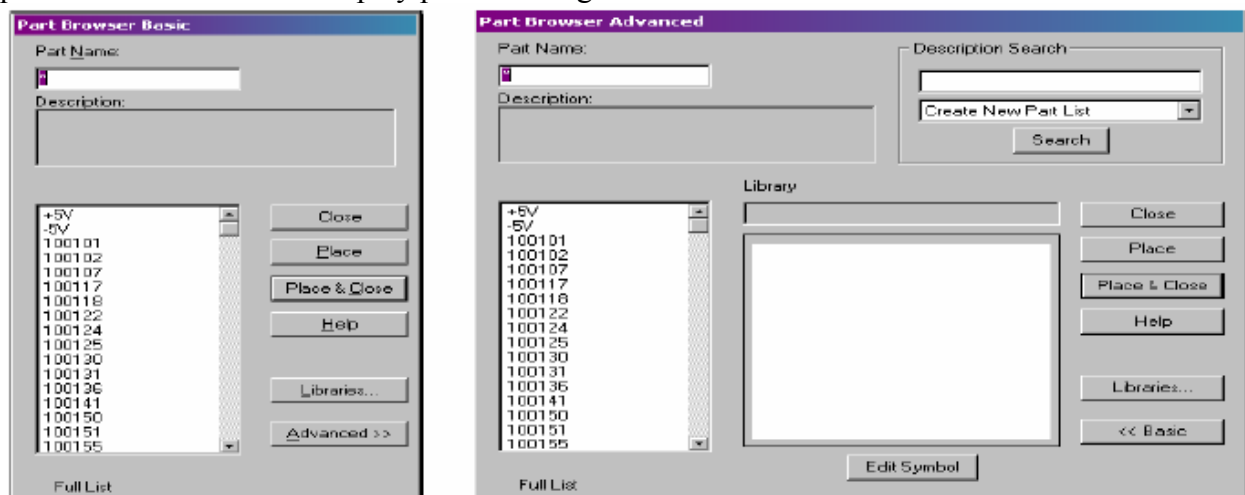 Part Browser Basic
Part Name:
*
Description:
+5V
-5V
100101
100102
100107
100117
100118
100122
100124
100125
100130
100131
100136
100141
100150
100151
100155
Close
Place
Place & Close
Help
Libraries...
Advanced >>
Full List
Part Browser Advanced
Part Name:
*
Description:
Description Search
Create New Part List
Search
Library
+5V
-5V
100101
100102
100107
100117
100118
100122
100124
100125
100130
100131
100136
100141
100150
100151
100155
Close
Place
Place & Close
Help
Libraries...
<< Basic
Edit Symbol
Full List